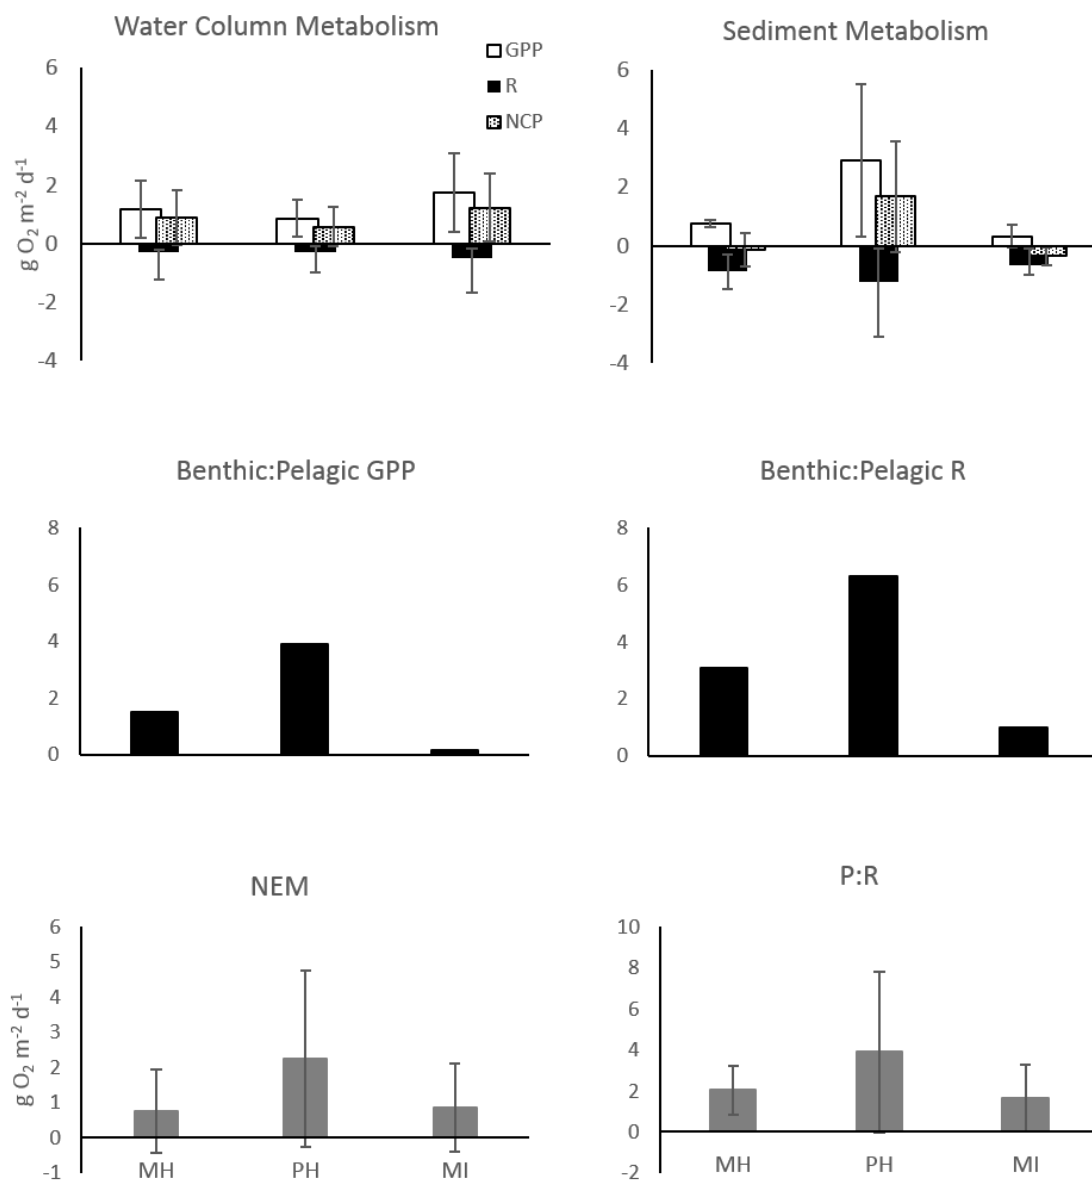 Water Column Metabolism
GPP
R
NCP
6
4
2
0
-2
-4
g O₂ m⁻² d⁻¹
Sediment Metabolism
6
4
2
0
-2
-4
Benthic:Pelagic GPP
8
6
4
2
0
Benthic:Pelagic R
8
6
4
2
0
NEM
6
5
4
3
2
1
0
-1
g O₂ m⁻² d⁻¹
MH PH MI
P:R
10
8
6
4
2
0
-2
MH PH MI